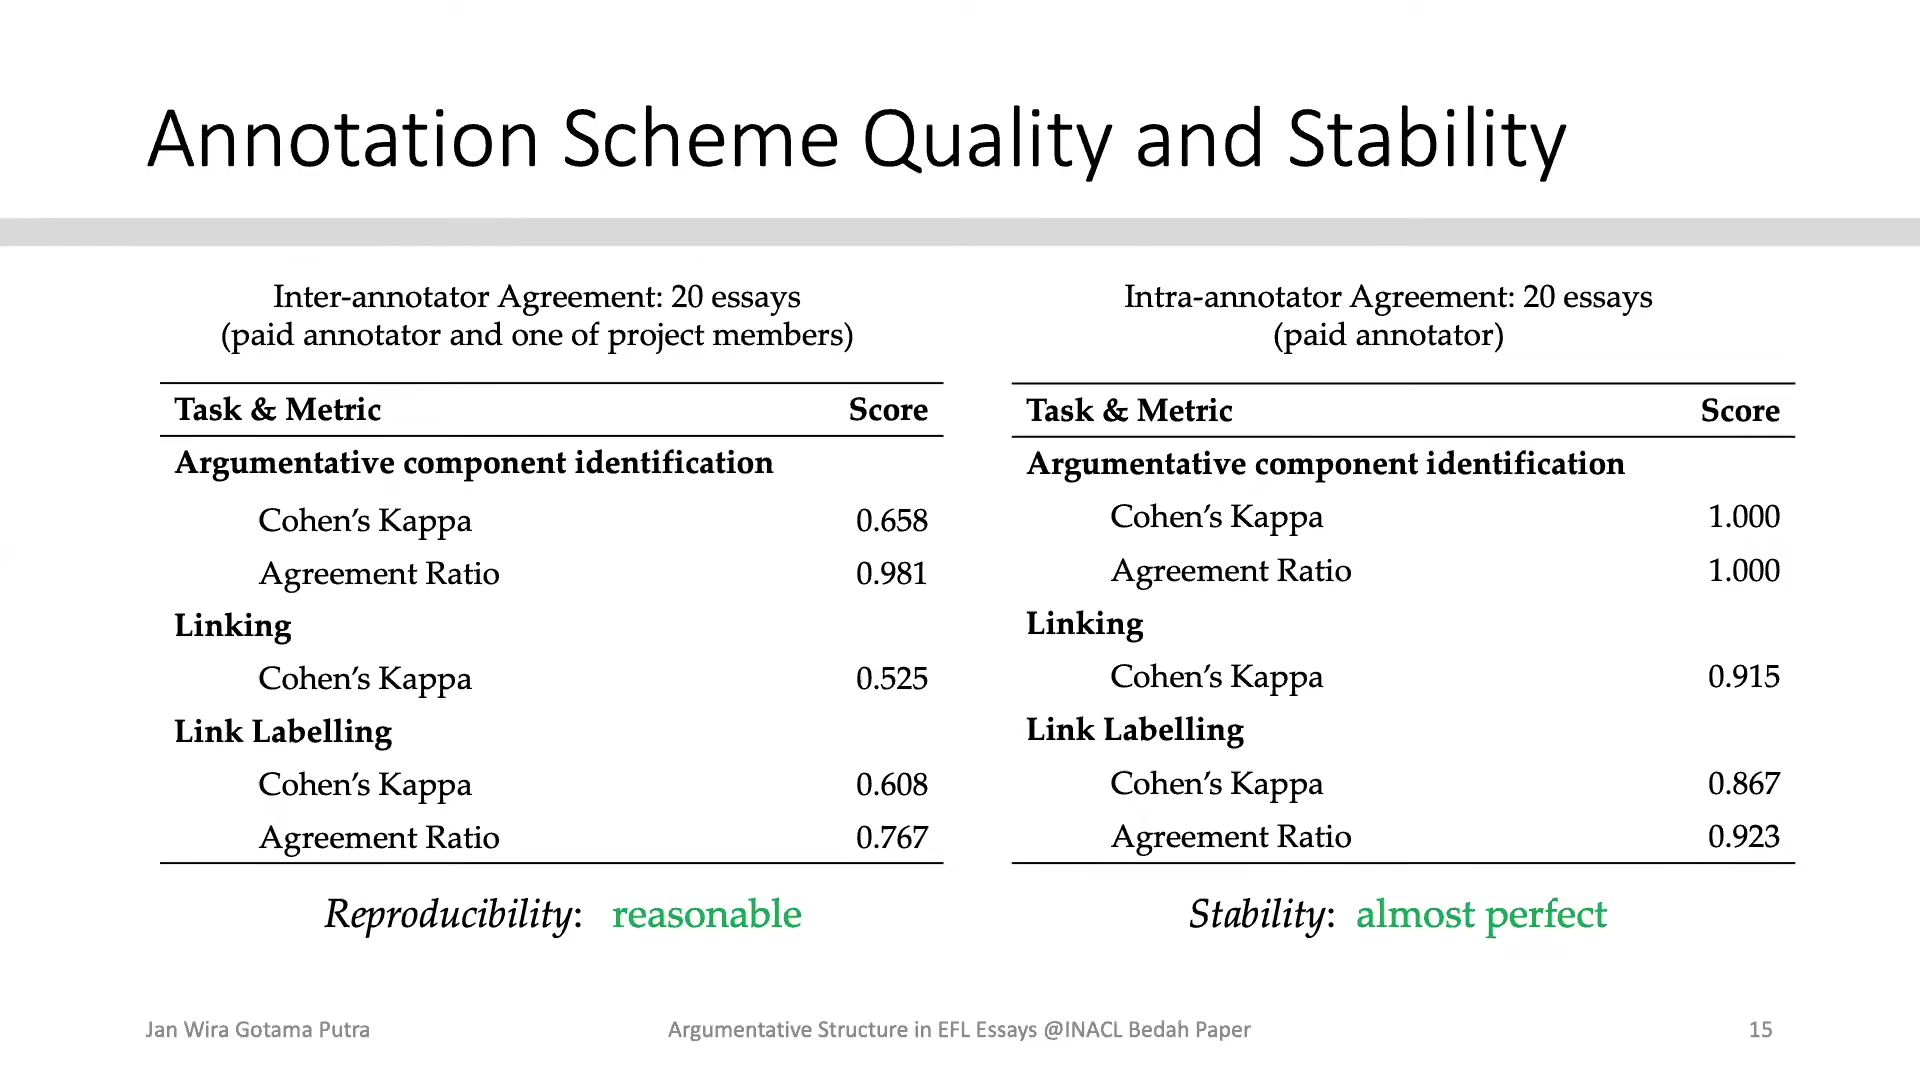 Annotation Scheme Quality and Stability
Inter-annotator Agreement: 20 essays
(paid annotator and one of project members)
Task & Metric Score
Argumentative component identification
Cohen’s Kappa 0.658
Agreement Ratio 0.981
Linking
Cohen’s Kappa 0.525
Link Labelling
Cohen’s Kappa 0.608
Agreement Ratio 0.767
Reproducibility: reasonable
Intra-annotator Agreement: 20 essays
(paid annotator)
Task & Metric Score
Argumentative component identification
Cohen’s Kappa 1.000
Agreement Ratio 1.000
Linking
Cohen’s Kappa 0.915
Link Labelling
Cohen’s Kappa 0.867
Agreement Ratio 0.923
Stability: almost perfect
Jan Wira Gotama Putra
Argumentative Structure in EFL Essays @INACL Bedah Paper
15